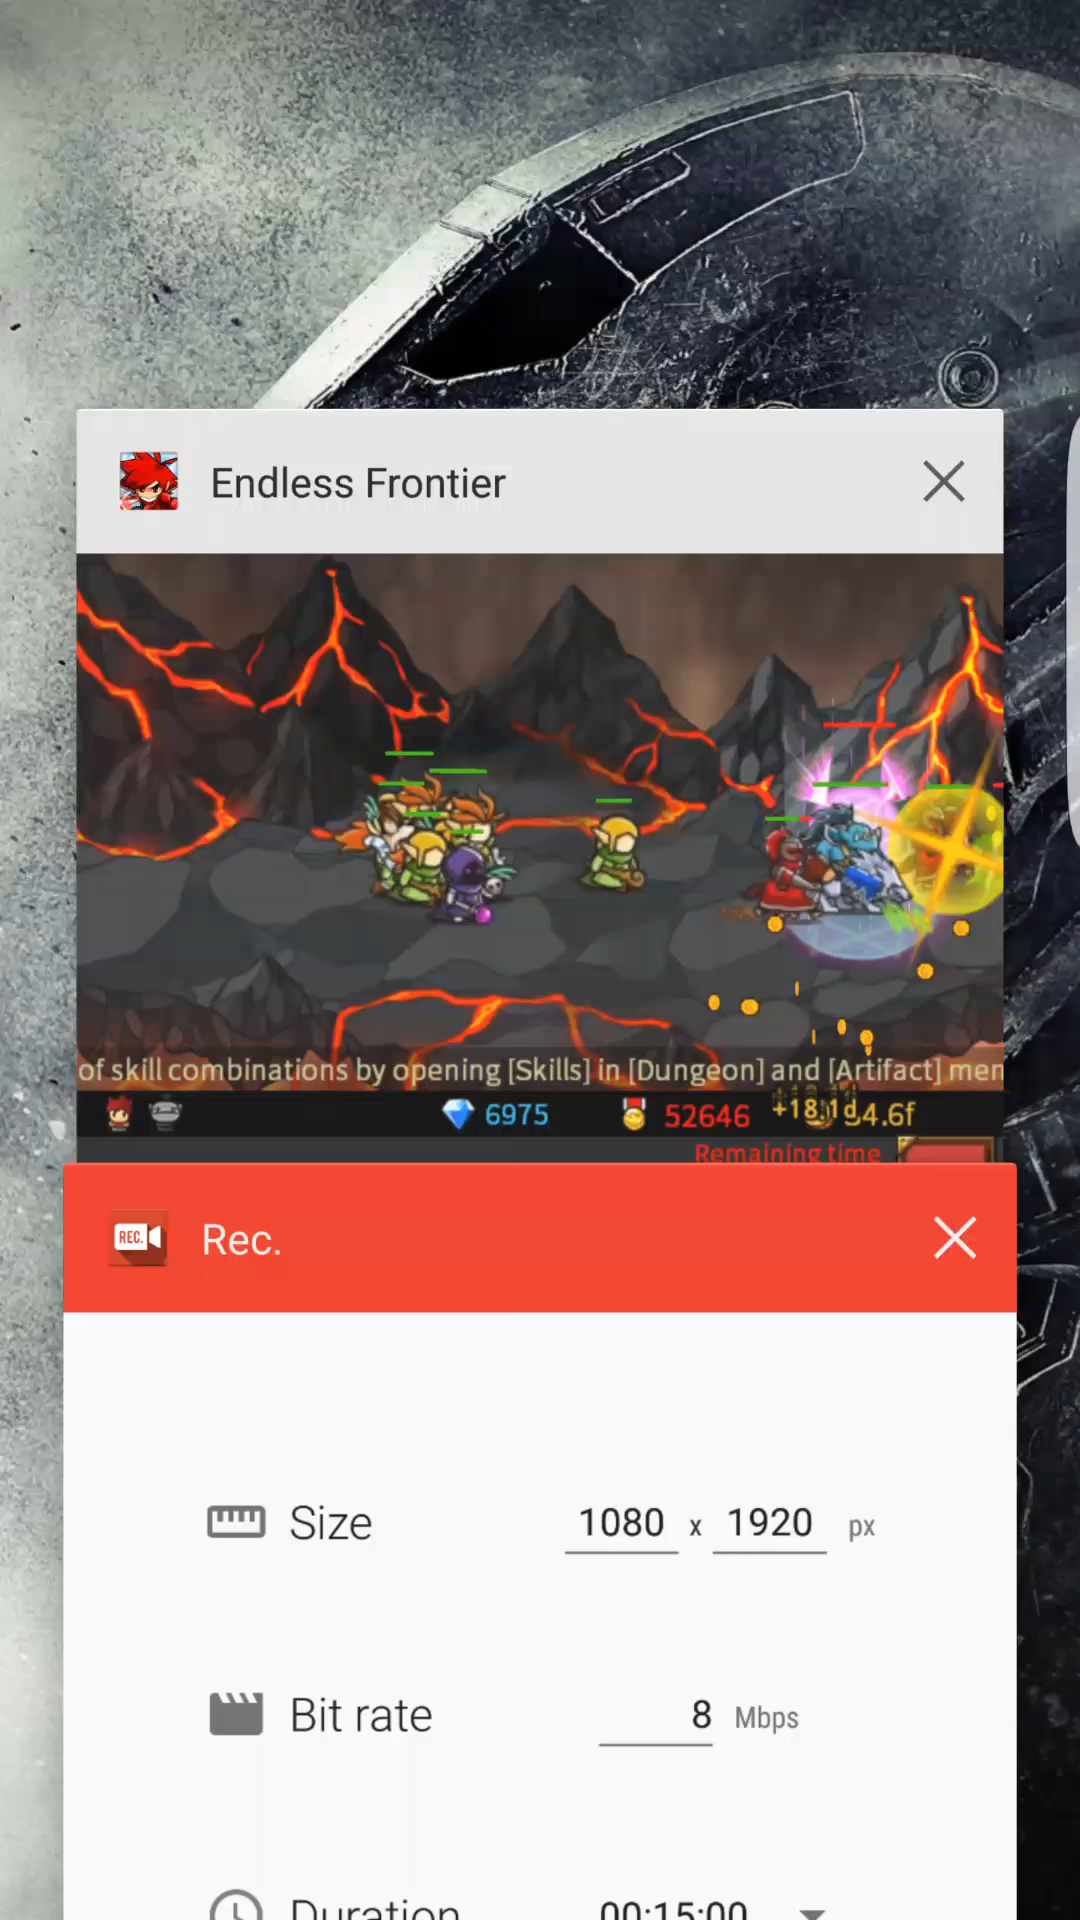 Endless Frontier
of skill combinations by opening [Skills] in [Dungeon] and [Artifact] men
6975
52646
Remaining time
REC.
Rec.
Size 1080 x 1920 px
Bit rate 8 Mbps
Duration 00:15:00